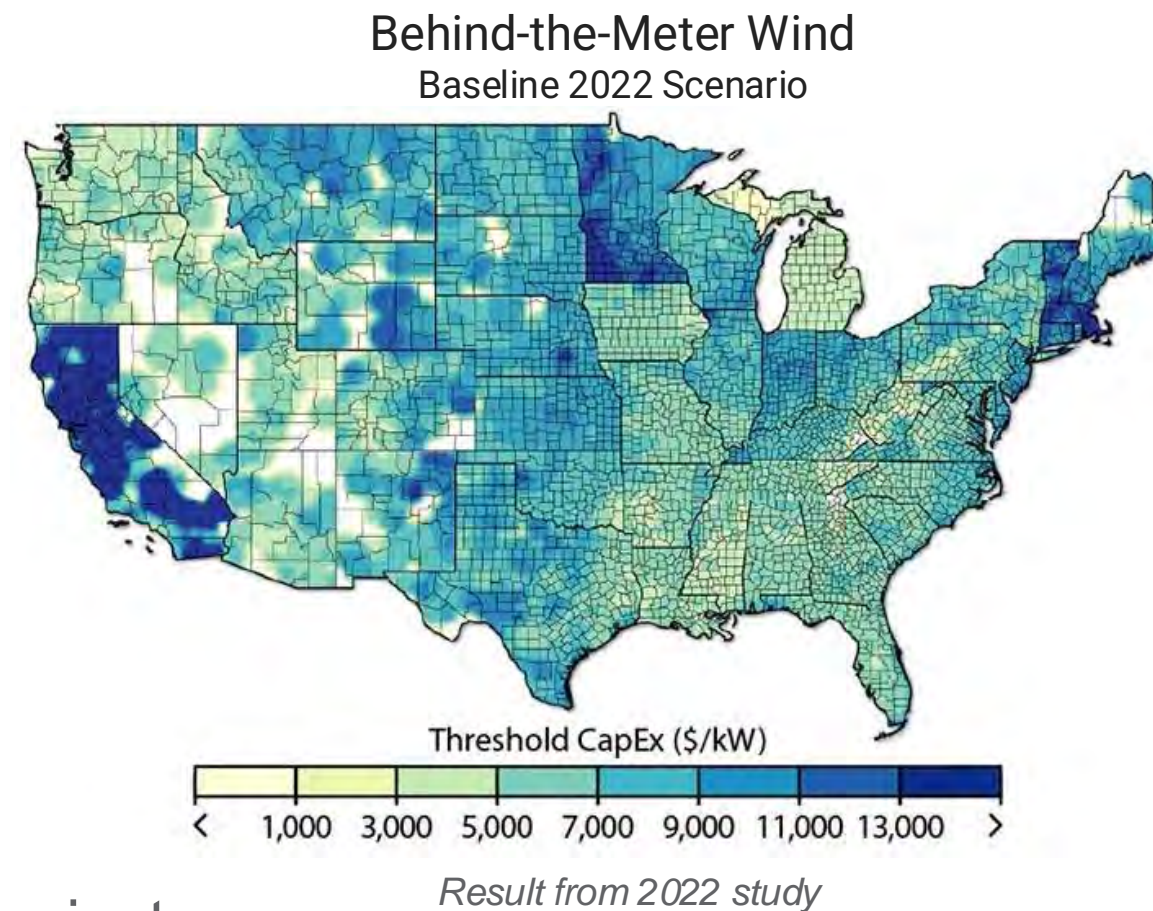 Behind-the-Meter Wind
Baseline 2022 Scenario
Threshold CapEx ($/kW)
< 1,000 3,000 5,000 7,000 9,000 11,000 13,000 >
Result from 2022 study